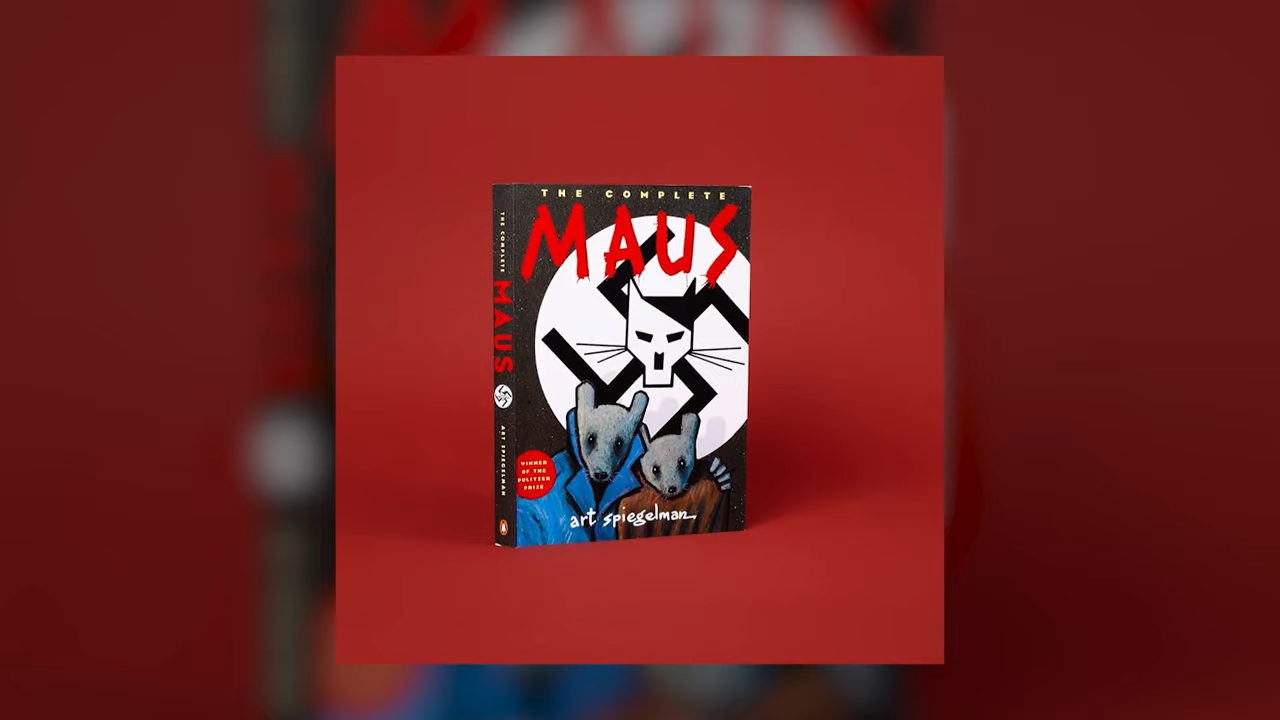 THE COMPLETE
MAUS
WINNER
OF THE
PULITZER
PRIZE
art spiegelman
THE COMPLETE
MAUS
ART SPIEGELMAN